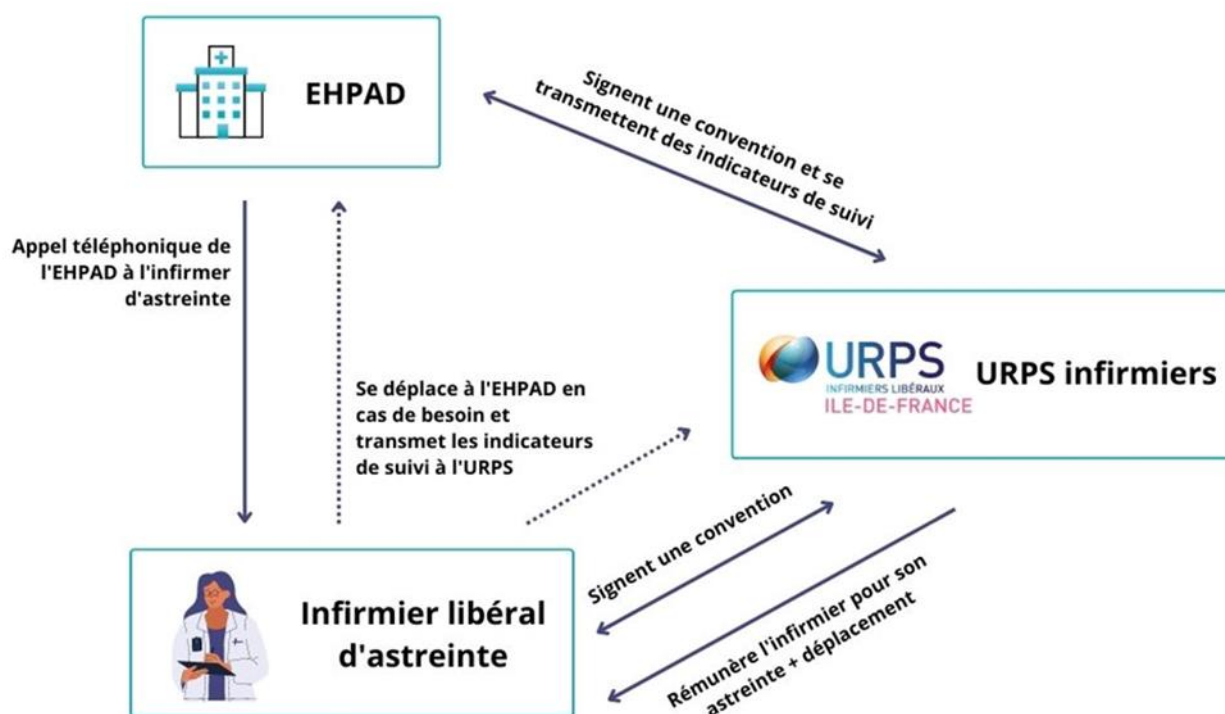 EHPAD
Signent une convention et se
transmettent des indicateurs de suivi
Appel téléphonique de
l'EHPAD à l'infirmer
d'astreinte
Se déplace à l'EHPAD en
cas de besoin et
transmet les indicateurs
de suivi à l'URPS
URPS
INFIRMIERS LIBÉRAUX
ILE-DE-FRANCE
URPS infirmiers
Signent une convention
Rémunère l'infirmier pour son
astreinte + déplacement
Infirmier libéral
d'astreinte